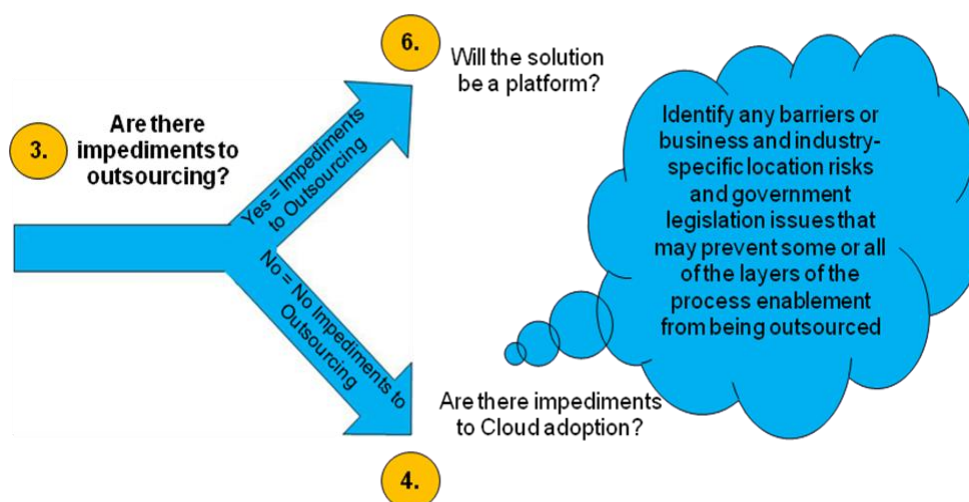 3.
Are there
impediments to
outsourcing?
Yes = Impediments
to Outsourcing
No = No Impediments to
Outsourcing
6.
Will the solution
be a platform?
Are there impediments
to Cloud adoption?
4.
Identify any barriers or
business and industry-
specific location risks
and government
legislation issues that
may prevent some or all
of the layers of the
process enablement
from being outsourced